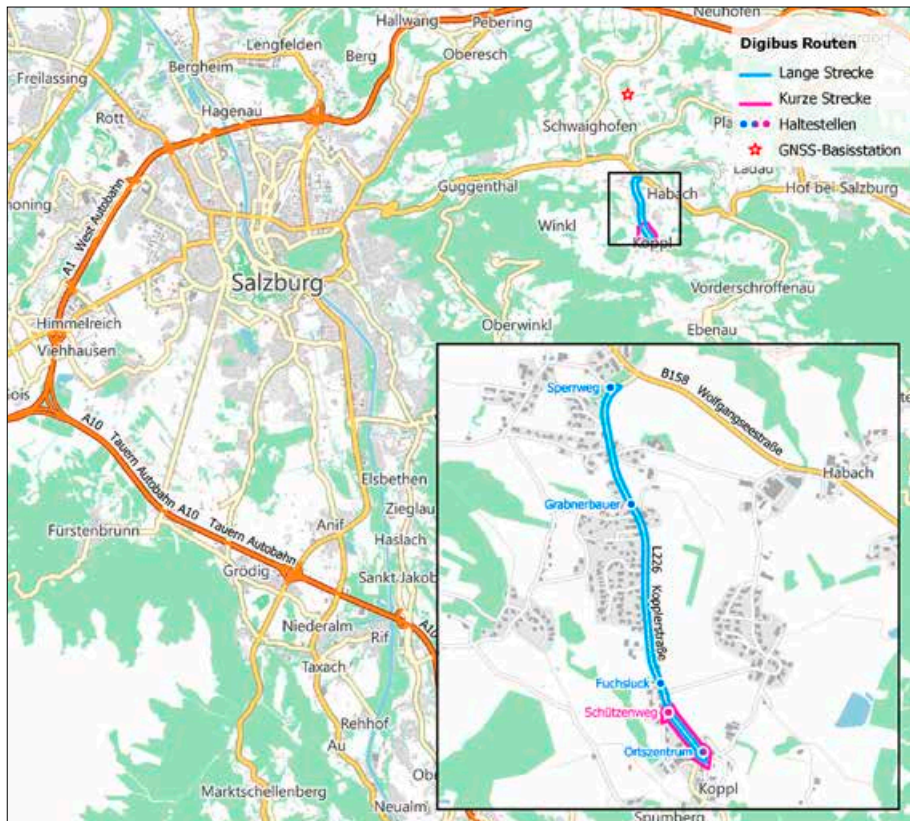 Hallwang
Pebering
Neuhofen
Lengfelden
Berg
Oberesch
Bergheim
Freilassing
Hagenau
Rott
Schwaighofen
Guggenthal
Habach
Ladau
Hof bei Salzburg
Winkl
Koppl
A1 West Autobahn
Salzburg
Vorderschroffenau
Himmelreich
Oberwinkl
Ebenau
Viehhausen
Digibus Routen
Lange Strecke
Kurze Strecke
Haltestellen
GNSS-Basisstation
A10 Tauern Autobahn
A10 Tauern Autobahn
Elsbethen
Zieglau
Fürstenbrunn
Anif
Haslach
Grödig
Sankt Jakob
A10
Niederalm
Rif
Taxach
Rehhof
Au
Marktschellenberg
Neualm
Sperrweg
B158 Wolfgangseestraße
Habach
Grabnerbauer
L226 Kopplerstraße
Fuchsluck
Schützenweg
Ortszentrum
Koppl
Spumberg